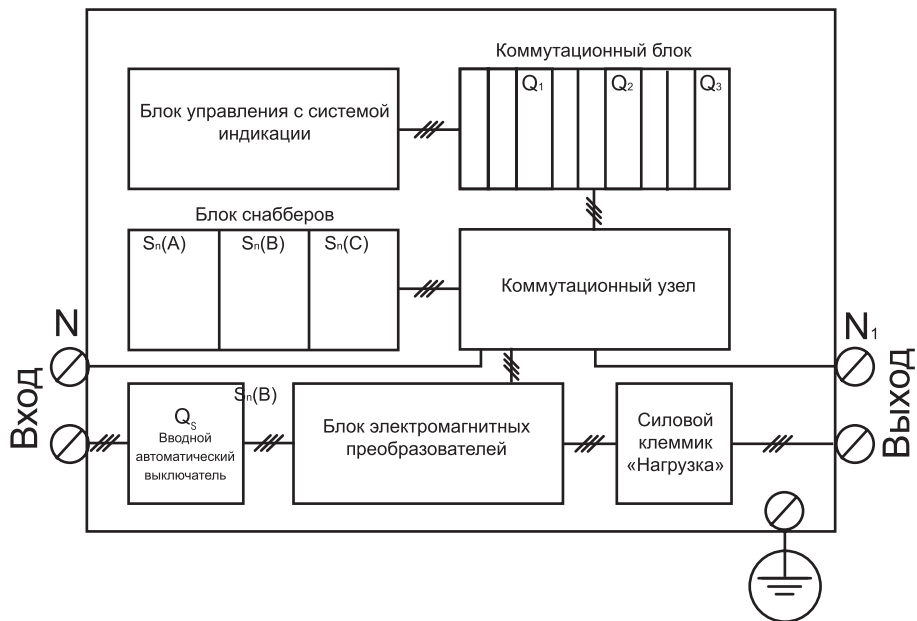 Коммутационный блок
Блок управления с системой
индикации
Q₁
Q₂
Q₃
Блок снабберов
Sₙ(A)
Sₙ(B)
Sₙ(C)
Коммутационный узел
N
N₁
Вход
Выход
Sₙ(B)
Qs
Вводной
автоматический
выключатель
Блок электромагнитных
преобразователей
Силовой
клеммик
«Нагрузка»